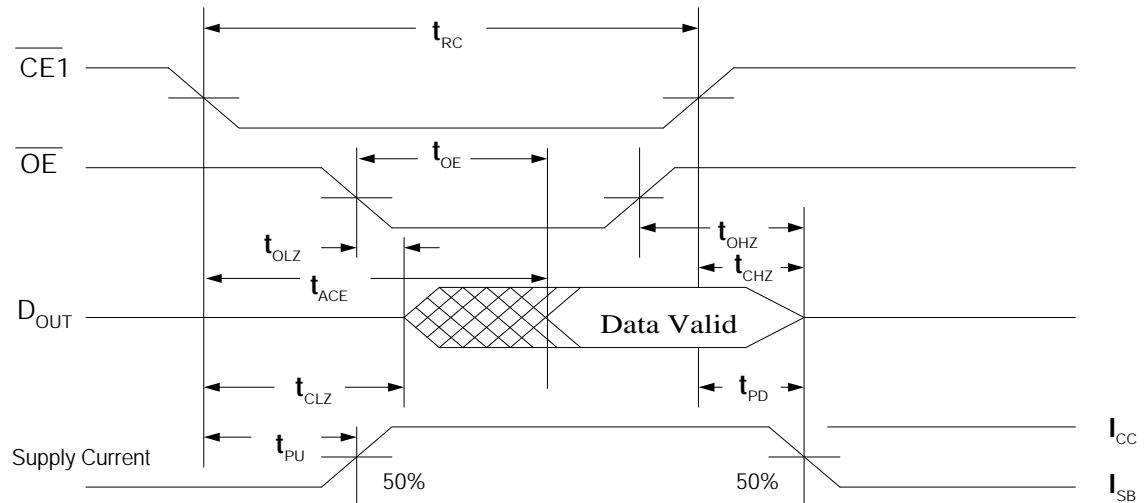 tRC
CE1
OE
tOE
tOLZ
tOHZ
tACE
tCHZ
DOUT
Data Valid
tCLZ
tPD
tPU
ICC
Supply Current
50%
50%
ISB